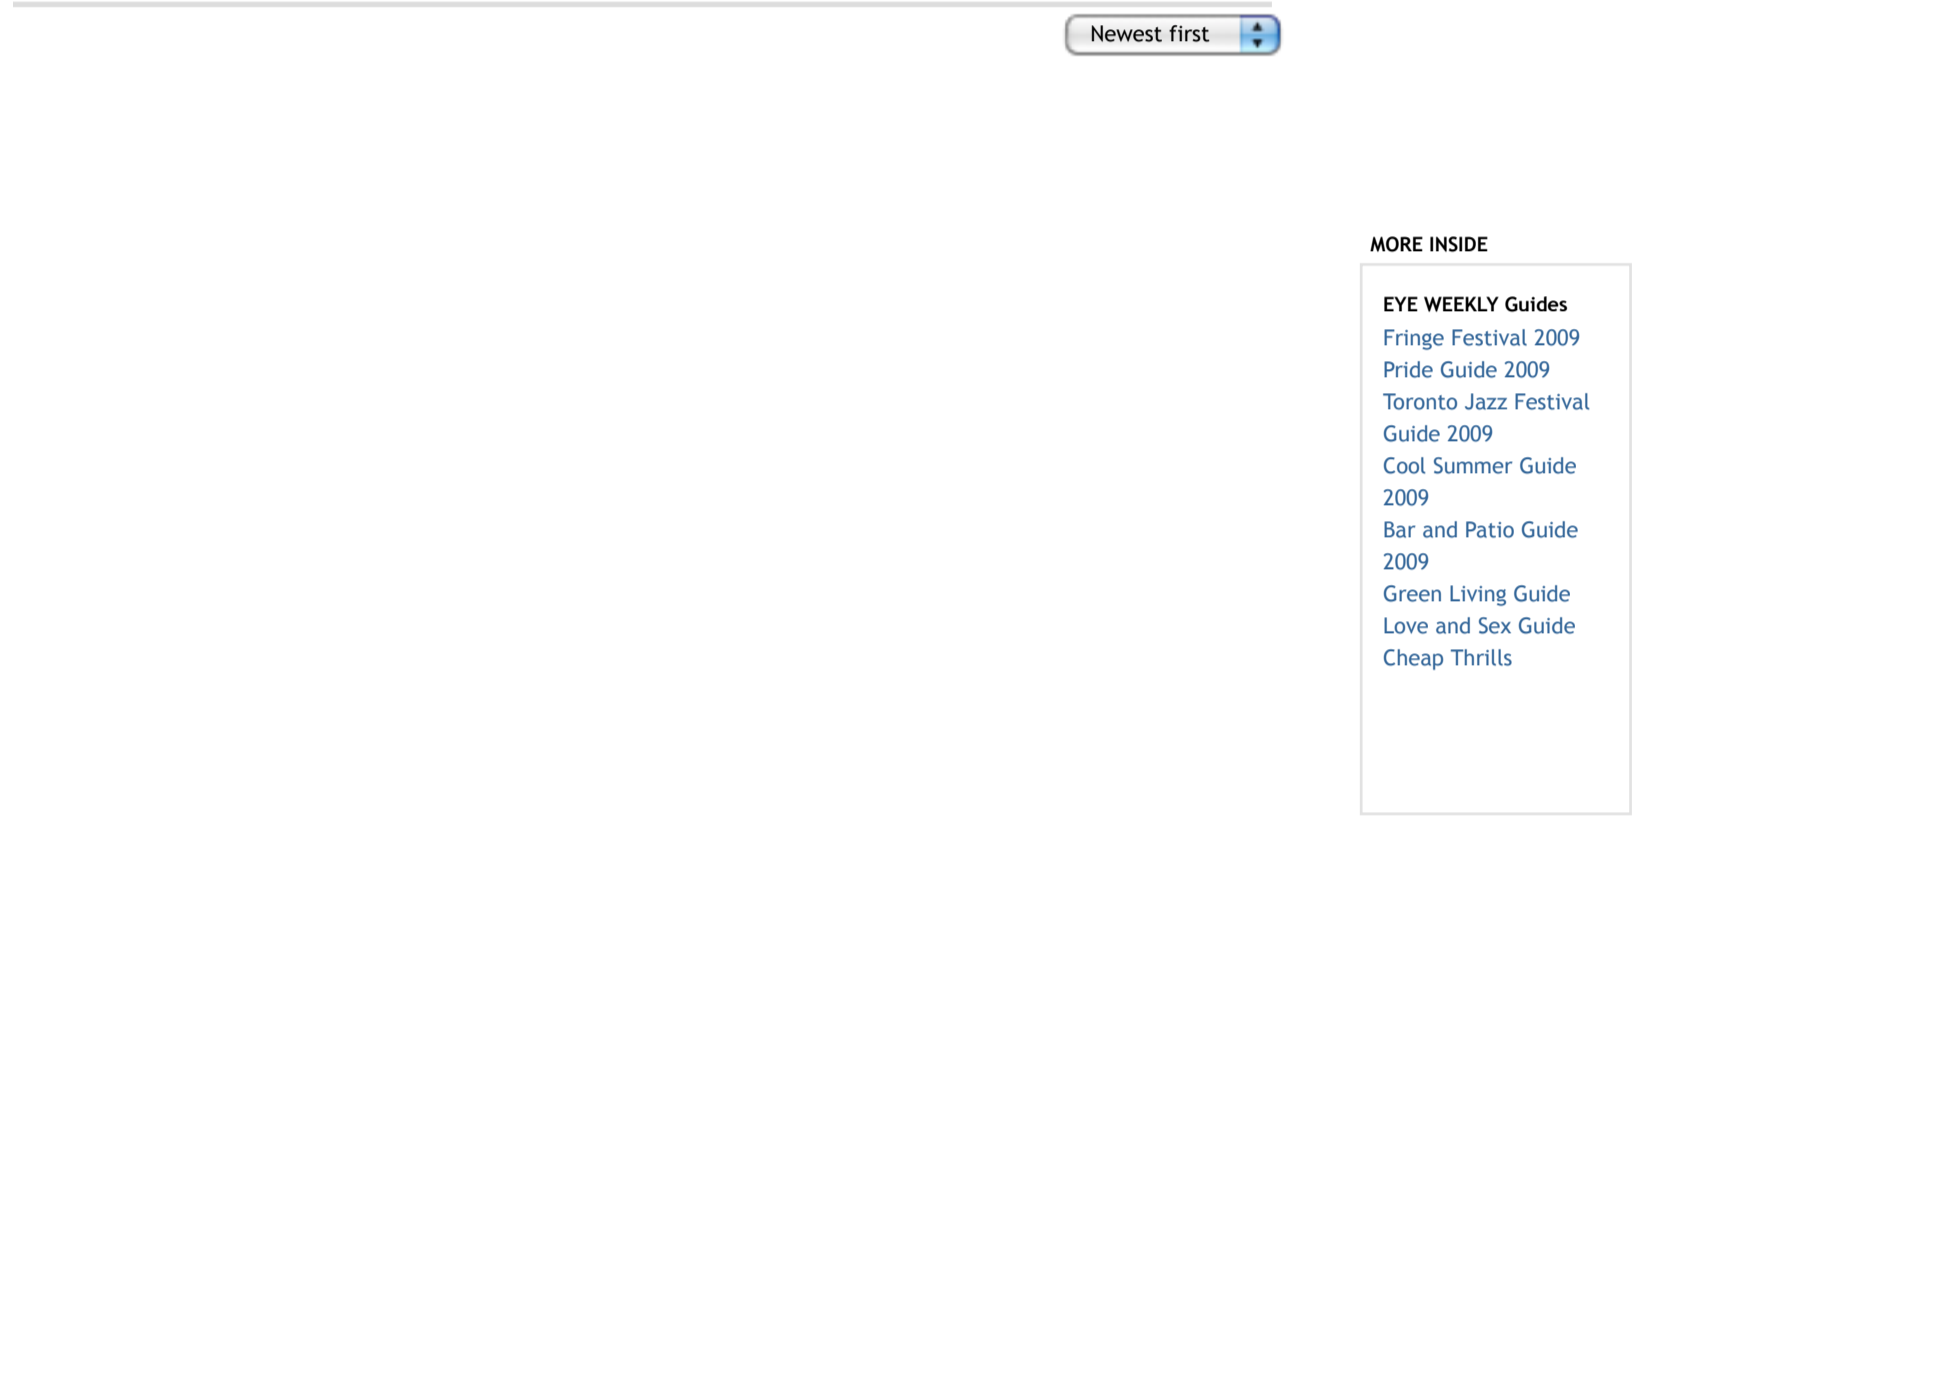 Newest first
MORE INSIDE
EYE WEEKLY Guides
Fringe Festival 2009
Pride Guide 2009
Toronto Jazz Festival
Guide 2009
Cool Summer Guide
2009
Bar and Patio Guide
2009
Green Living Guide
Love and Sex Guide
Cheap Thrills